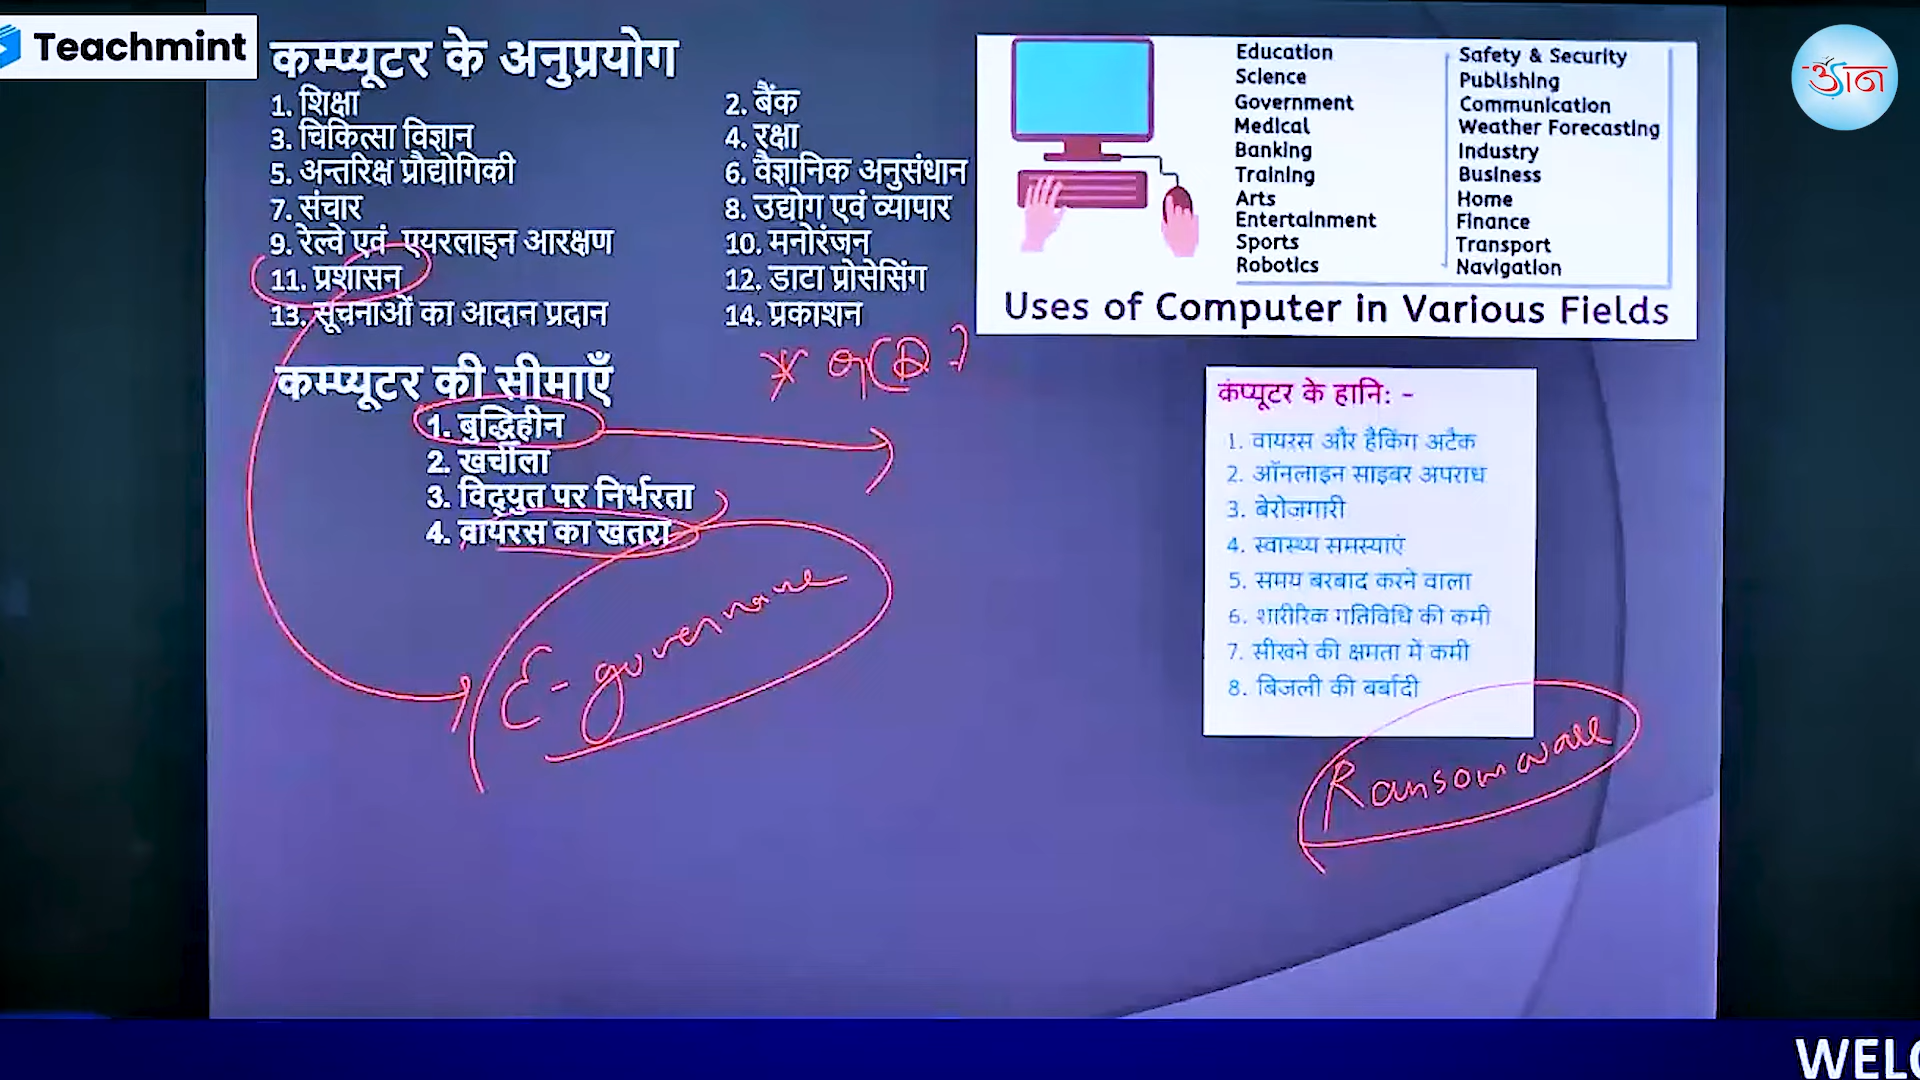 Teachmint
उड़ान
कम्प्यूटर के अनुप्रयोग
1. शिक्षा
2. बैंक
3. चिकित्सा विज्ञान
4. रक्षा
5. अन्तरिक्ष प्रौद्योगिकी
6. वैज्ञानिक अनुसंधान
7. संचार
8. उद्योग एवं व्यापार
9. रेल्वे एवं एयरलाइन आरक्षण
10. मनोरंजन
11. प्रशासन
12. डाटा प्रोसेसिंग
13. सूचनाओं का आदान प्रदान
14. प्रकाशन
Education
Science
Government
Medical
Banking
Training
Arts
Entertainment
Sports
Robotics
Safety & Security
Publishing
Communication
Weather Forecasting
Industry
Business
Home
Finance
Transport
Navigation
Uses of Computer in Various Fields
कम्प्यूटर की सीमाएँ
1. बुद्धिहीन
2. खर्चीला
3. विद्युत पर निर्भरता
4. वायरस का खतरा
E-governance
कंप्यूटर के हानि: -
1. वायरस और हैकिंग अटैक
2. ऑनलाइन साइबर अपराध
3. बेरोजगारी
4. स्वास्थ्य समस्याएं
5. समय बरबाद करने वाला
6. शारीरिक गतिविधि की कमी
7. सीखने की क्षमता में कमी
8. बिजली की बर्बादी
Ransomware
WELC